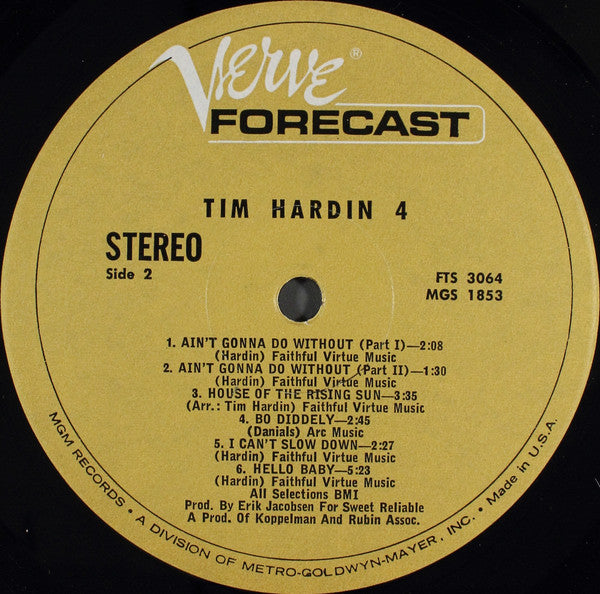 Verve®
FORECAST
TIM HARDIN 4
STEREO
Side 2
FTS 3064
MGS 1853
1. AIN'T GONNA DO WITHOUT (Part I)—2:08
(Hardin) Faithful Virtue Music
2. AIN'T GONNA DO WITHOUT (Part II)—1:30
(Hardin) Faithful Virtue Music
3. HOUSE OF THE RISING SUN—3:35
(Arr.: Tim Hardin) Faithful Virtue Music
4. BO DIDDELY—2:45
(Danials) Arc Music
5. I CAN'T SLOW DOWN—2:27
(Hardin) Faithful Virtue Music
6. HELLO BABY—5:23
(Hardin) Faithful Virtue Music
All Selections BMI
Prod. By Erik Jacobsen For Sweet Reliable
A Prod. Of Koppelman and Rubin Assoc.
MGM RECORDS • A DIVISION OF METRO-GOLDWYN-MAYER, INC. • Made in U.S.A.